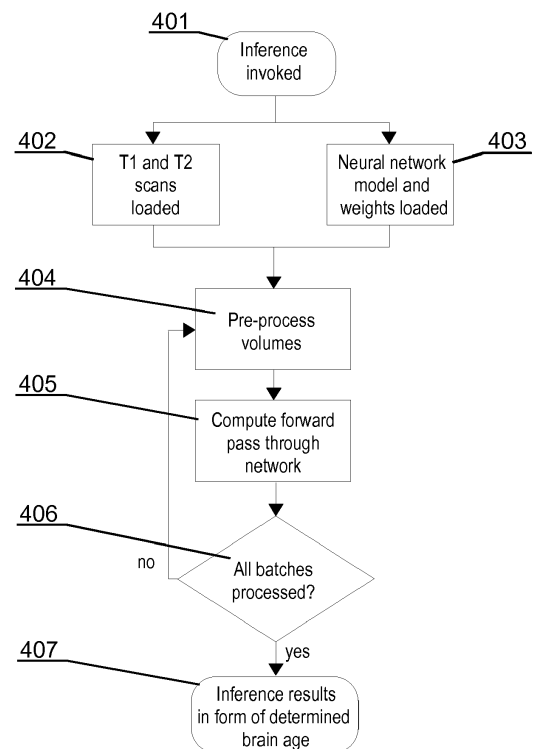 401
Inference
invoked
402
T1 and T2
scans
loaded
403
Neural network
model and
weights loaded
404
Pre-process
volumes
405
Compute forward
pass through
network
406
All batches
processed?
no
yes
407
Inference results
in form of determined
brain age